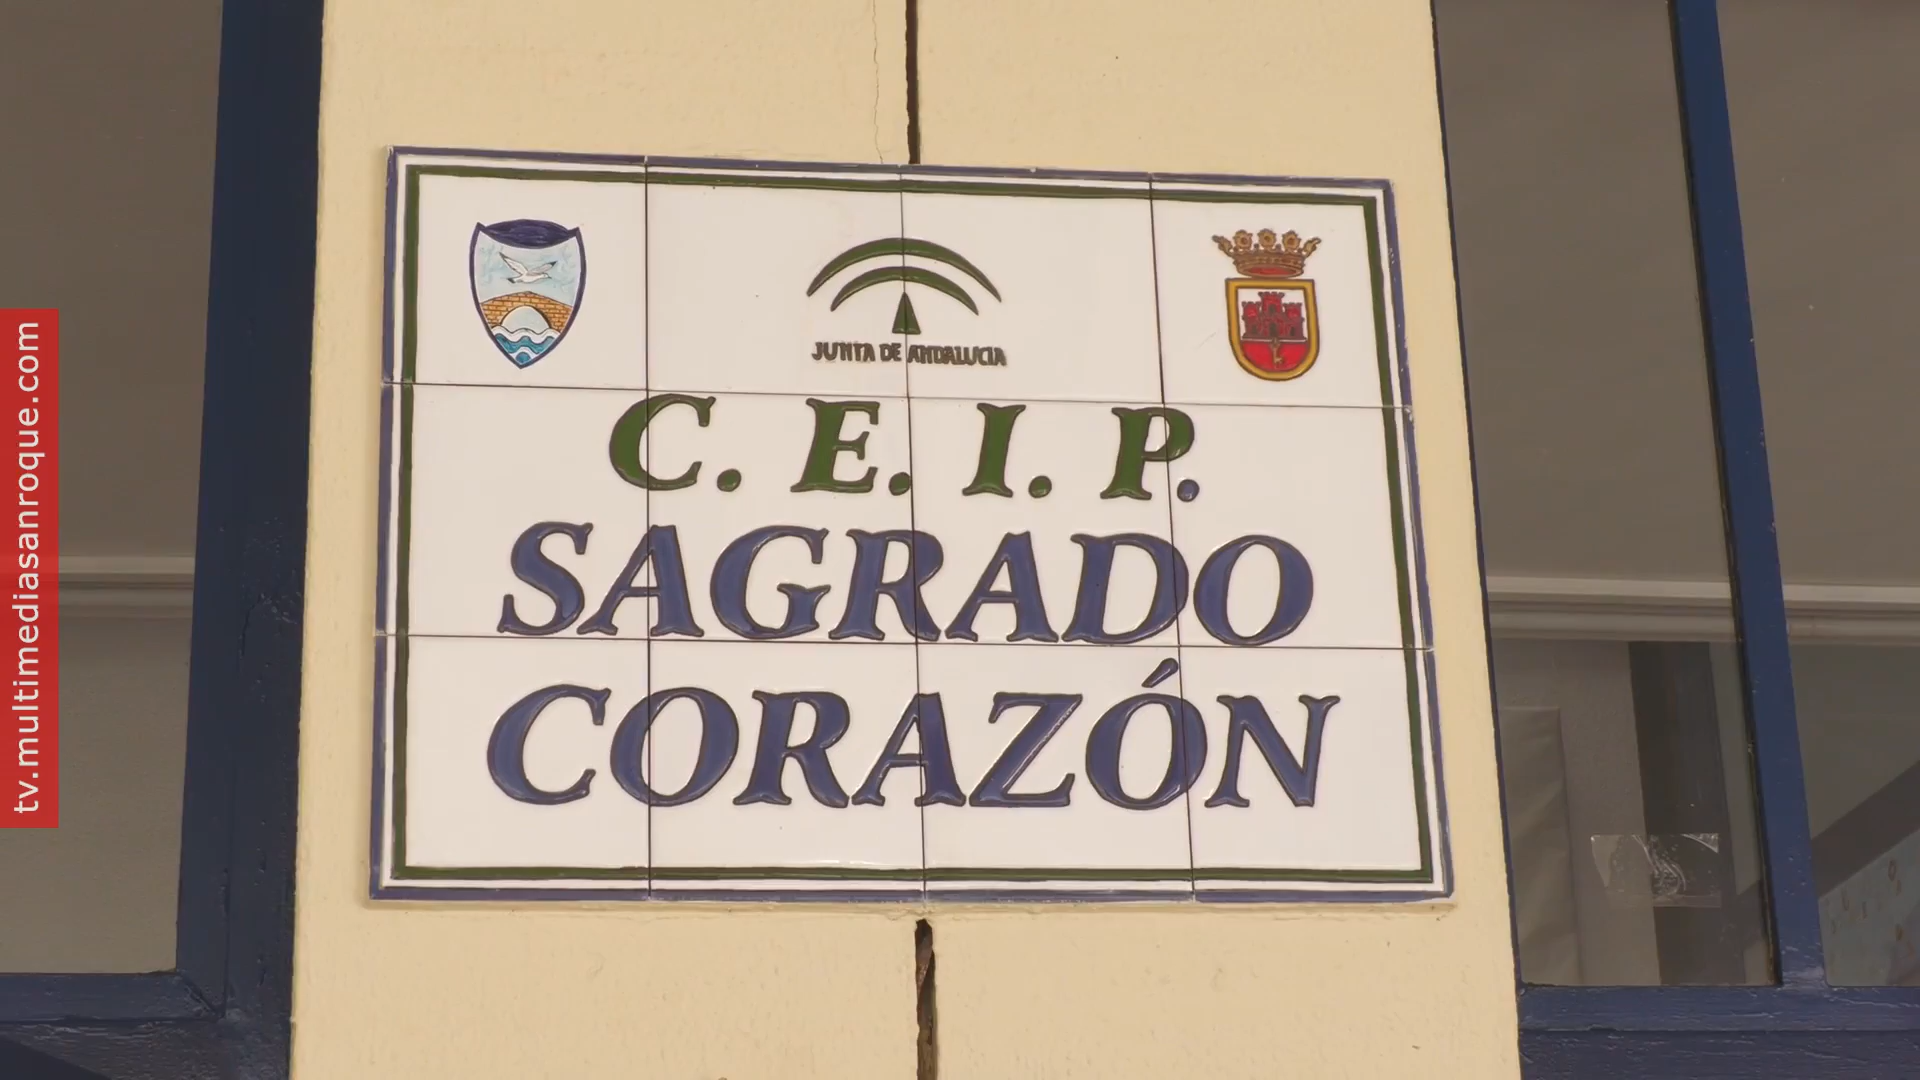 tv.multimediasanroque.com
JUNTA DE ANDALUCIA
C. E. I. P.
SAGRADO
CORAZÓN